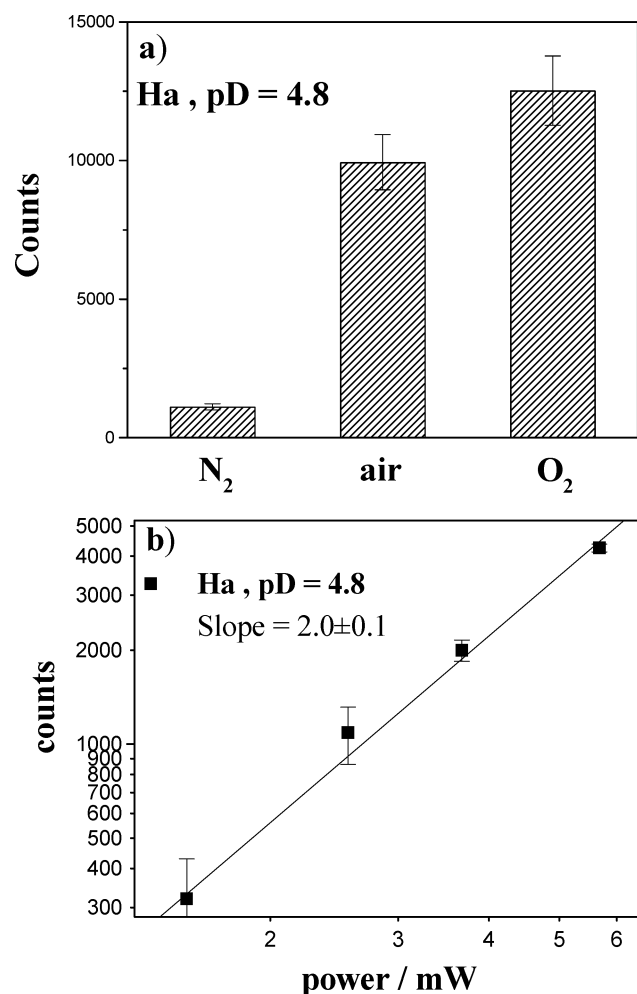 a)
Ha , pD = 4.8
15000
10000
5000
0
Counts
N₂ air O₂
b)
Ha , pD = 4.8
Slope = 2.0±0.1
5000
4000
3000
2000
1000
900
800
700
600
500
400
300
counts
2 3 4 5 6
power / mW